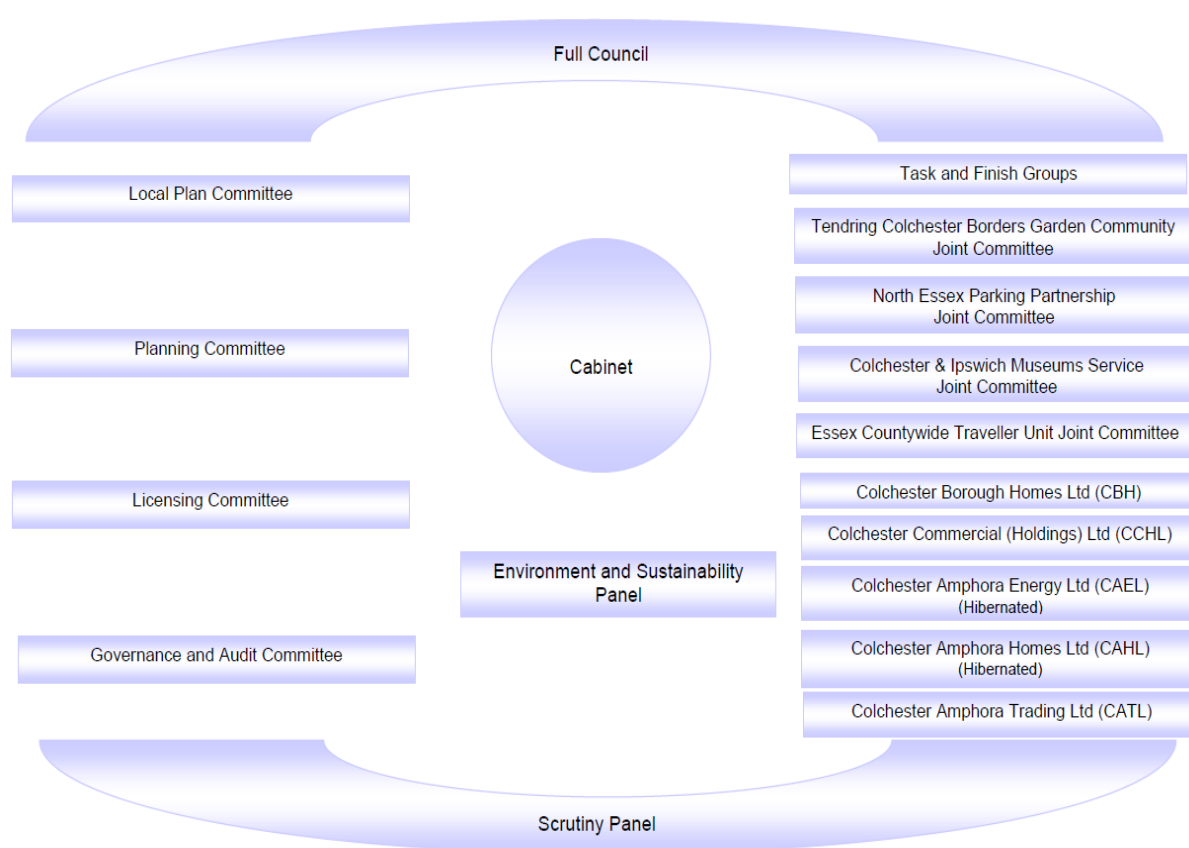 Full Council
Local Plan Committee
Planning Committee
Licensing Committee
Governance and Audit Committee
Cabinet
Environment and Sustainability
Panel
Task and Finish Groups
Tendring Colchester Borders Garden Community
Joint Committee
North Essex Parking Partnership
Joint Committee
Colchester & Ipswich Museums Service
Joint Committee
Essex Countywide Traveller Unit Joint Committee
Colchester Borough Homes Ltd (CBH)
Colchester Commercial (Holdings) Ltd (CCHL)
Colchester Amphora Energy Ltd (CAEL)
(Hibernated)
Colchester Amphora Homes Ltd (CAHL)
(Hibernated)
Colchester Amphora Trading Ltd (CATL)
Scrutiny Panel